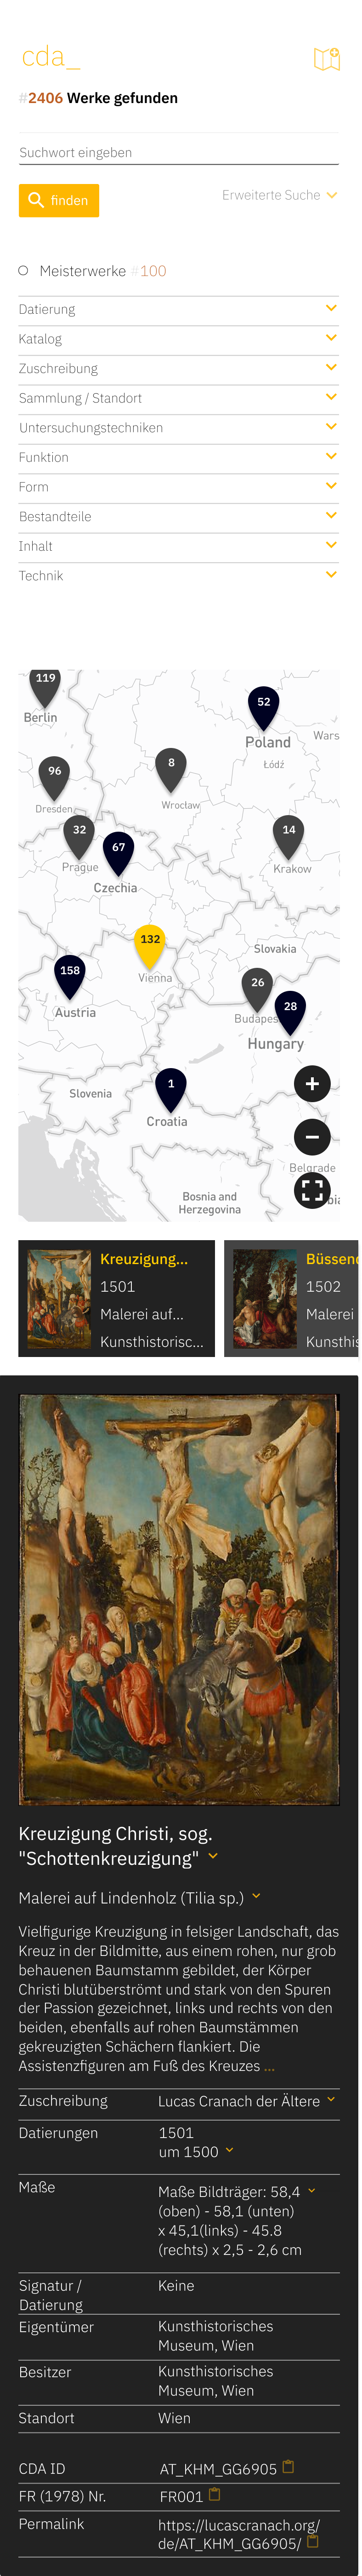 cda_
#2406 Werke gefunden
Suchwort eingeben
finden
Erweiterte Suche
Meisterwerke #100
Datierung
Katalog
Zuschreibung
Sammlung / Standort
Untersuchungstechniken
Funktion
Form
Bestandteile
Inhalt
Technik
119
Berlin
52
Poland
Wars
Łódź
96
Dresden
8
Wrocław
32
Prague
67
Czechia
14
Krakow
132
Vienna
Slovakia
158
Austria
26
Budapes
28
Hungary
1
Croatia
Slovenia
Belgrade
Bosnia and
Herzegovina
bia
Kreuzigung...
1501
Malerei auf...
Kunsthistorisc...
Büssend
1502
Malerei
Kunsthis
Kreuzigung Christi, sog.
"Schottenkreuzigung"
Malerei auf Lindenholz (Tilia sp.)
Vielfigurige Kreuzigung in felsiger Landschaft, das
Kreuz in der Bildmitte, aus einem rohen, nur grob
behauenen Baumstamm gebildet, der Körper
Christi blutüberströmt und stark von den Spuren
der Passion gezeichnet, links und rechts von den
beiden, ebenfalls auf rohen Baumstämmen
gekreuzigten Schächern flankiert. Die
Assistenzfiguren am Fuß des Kreuzes ...
Zuschreibung Lucas Cranach der Ältere
Datierungen 1501
um 1500
Maße Maße Bildträger: 58,4
(oben) - 58,1 (unten)
x 45,1(links) - 45.8
(rechts) x 2,5 - 2,6 cm
Signatur / Keine
Datierung
Eigentümer Kunsthistorisches
Museum, Wien
Besitzer Kunsthistorisches
Museum, Wien
Standort Wien
CDA ID AT_KHM_GG6905
FR (1978) Nr. FR001
Permalink https://lucascranach.org/
de/AT_KHM_GG6905/